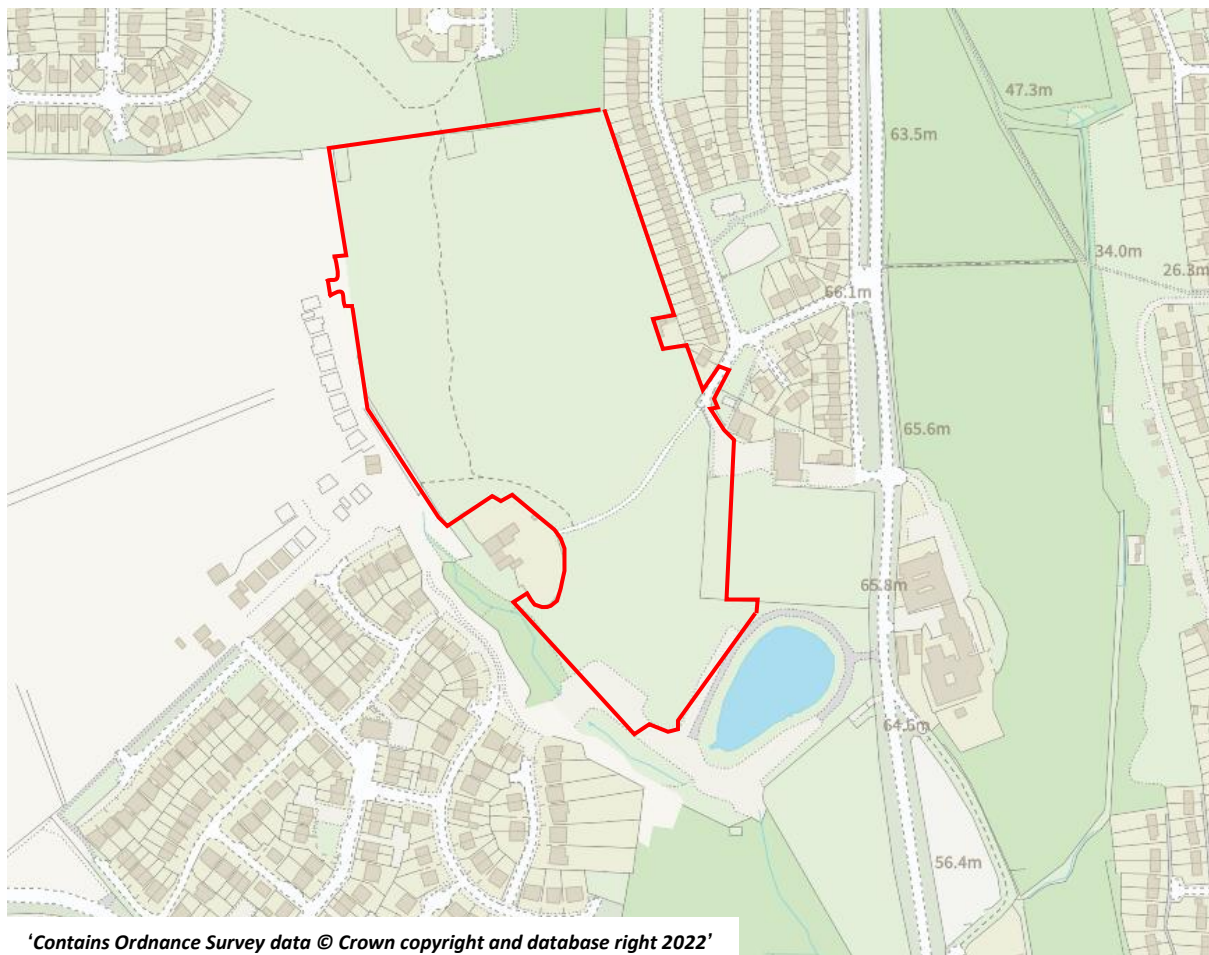 47.3m
63.5m
34.0m
26.3m
66.1m
65.6m
65.8m
64.6m
56.4m
‘Contains Ordnance Survey data © Crown copyright and database right 2022’